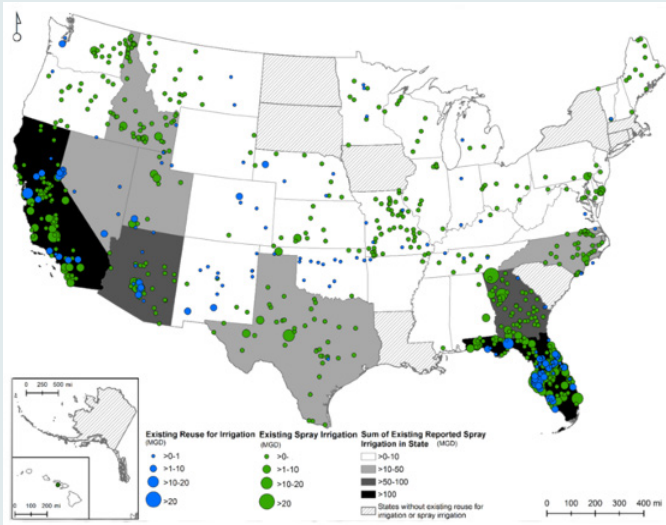 0 250 500 mi
0 100 200 mi
Existing Reuse for Irrigation
(MGD)
>0-1
>1-10
>10-20
>20
Existing Spray Irrigation
(MGD)
>0-
>1-10
>10-20
>20
Sum of Existing Reported Spray
Irrigation in State (MGD)
>0-10
>10-50
>50-100
>100
States without existing reuse for
irrigation or spray irrigation
0 100 200 300 400 mi